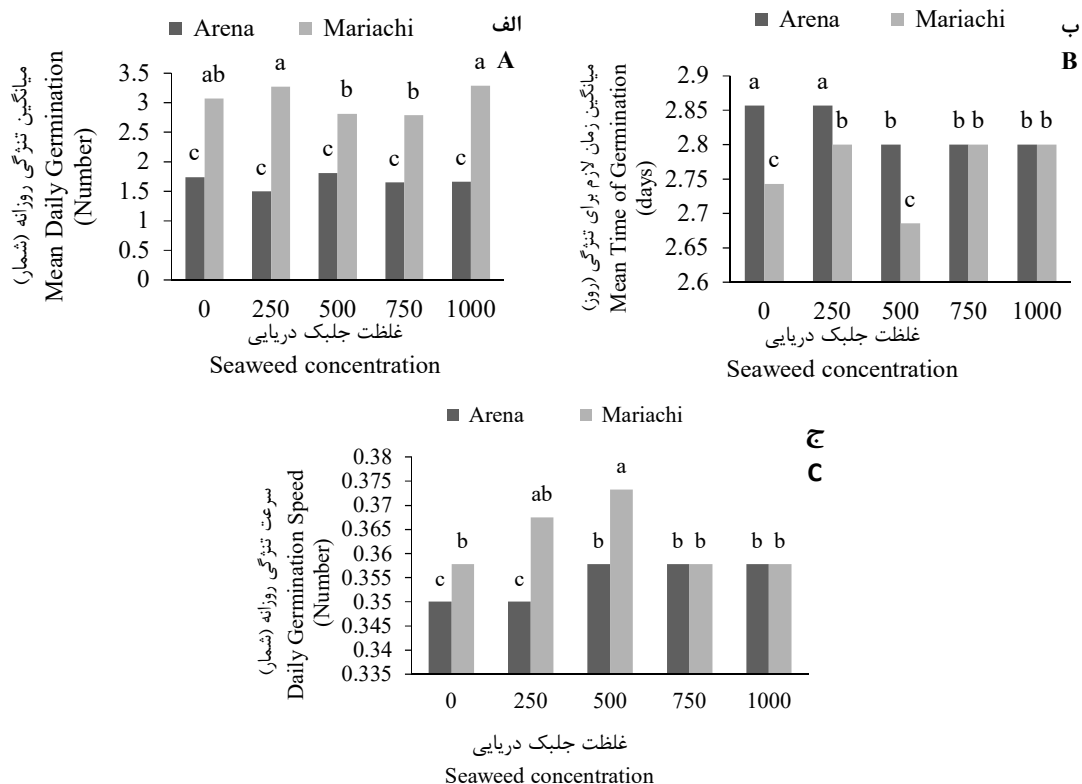 Arena Mariachi
الف
A
میانگین تنژگی روزانه (شمار)
Mean Daily Germination
(Number)
3.5
3
2.5
2
1.5
1
0.5
0
ab a b b a
c c c c c
0 250 500 750 1000
غلظت جلبک دریایی
Seaweed concentration
Arena Mariachi
ب
B
میانگین زمان لازم برای تنژگی (روز)
Mean Time of Germination
(days)
2.9
2.85
2.8
2.75
2.7
2.65
2.6
a a
b b b b b b
c c
0 250 500 750 1000
غلظت جلبک دریایی
Seaweed concentration
Arena Mariachi
ج
C
سرعت تنژگی روزانه (شمار)
Daily Germination Speed
(Number)
0.38
0.375
0.37
0.365
0.36
0.355
0.35
0.345
0.34
0.335
c b c ab b a b b b b
0 250 500 750 1000
غلظت جلبک دریایی
Seaweed concentration